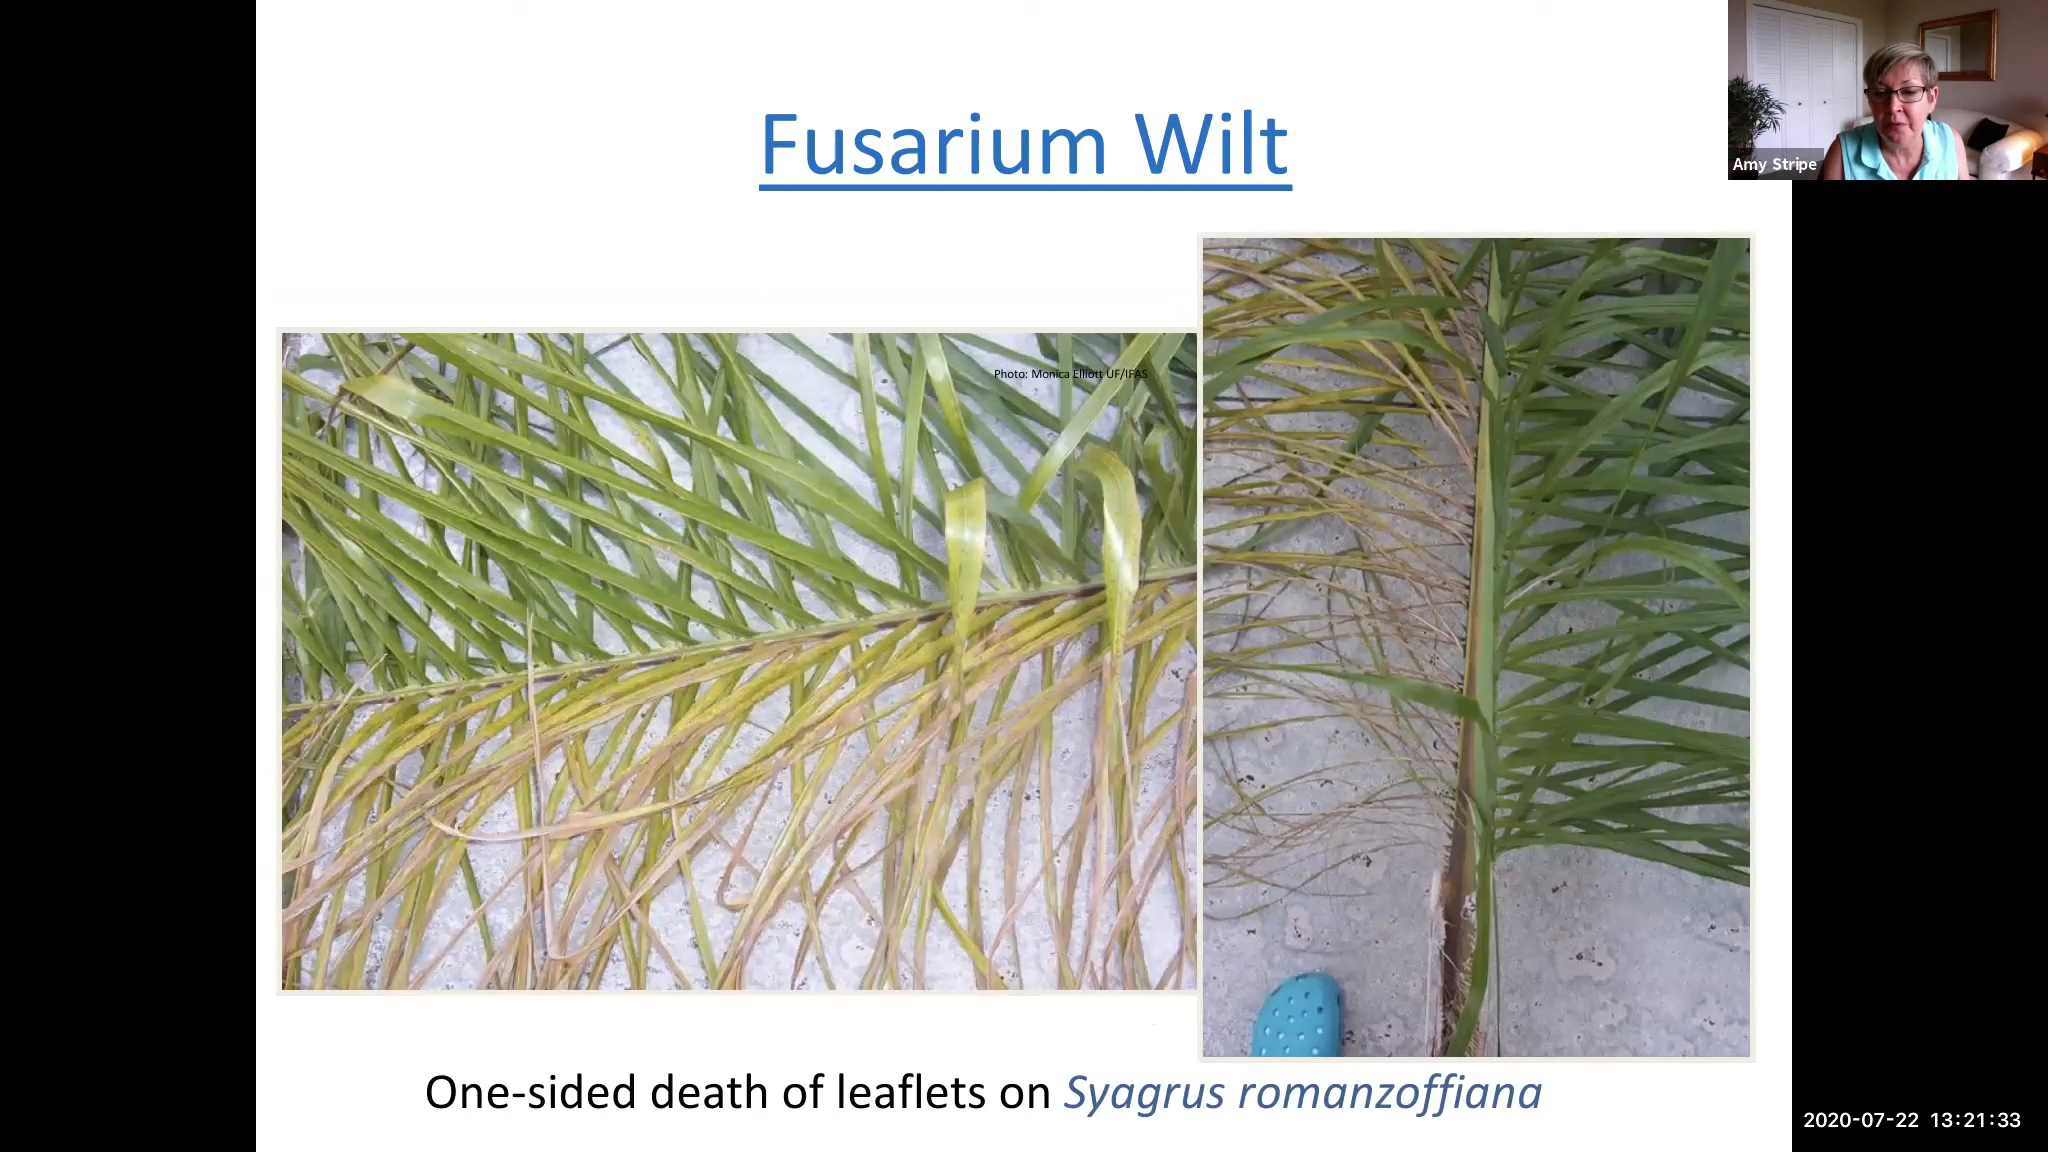 Fusarium Wilt
Amy Stripe
Photo: Monica Elliott UF/IFAS
One-sided death of leaflets on Syagrus romanzoffiana
2020-07-22 13:21:33